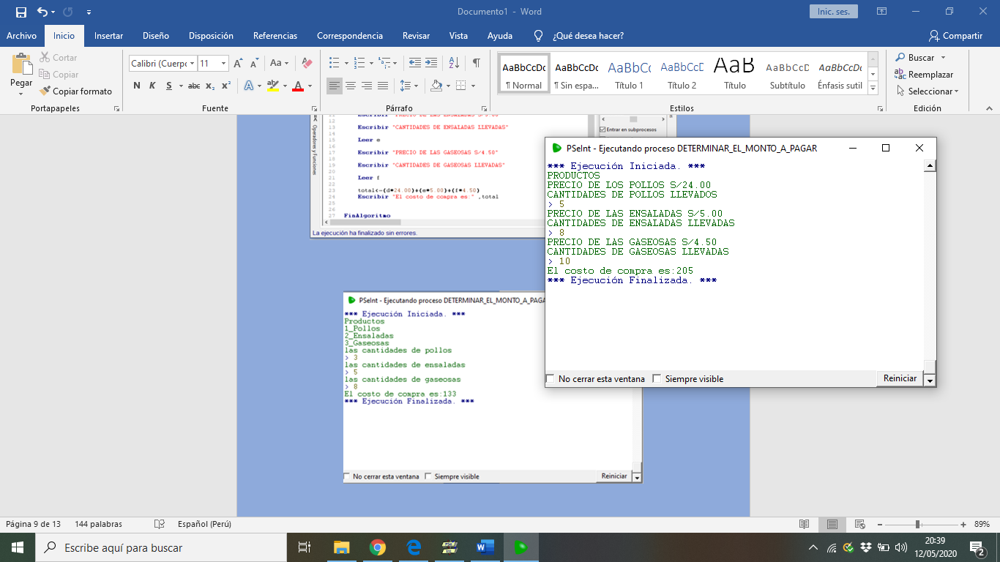 Documento1 - Word
Inic. ses.
Archivo Inicio Insertar Diseño Disposición Referencias Correspondencia Revisar Vista Ayuda ¿Qué desea hacer? Compartir
Pegar
Cortar
Copiar
Copiar formato
Portapapeles
Calibri (Cuerpo 11
N K S abc x₂ x²
Aa
Fuente
Párrafo
AaBbCcDc AaBbCcDc AaBbCc AaBbCcD AaB AaBbCcD AaBbCcDc
¶ Normal ¶ Sin espa... Título 1 Título 2 Título Subtítulo Énfasis sutil
Estilos
Buscar
Reemplazar
Seleccionar
Edición
Operadores y Funciones
12
13 Escribir "CANTIDADES DE ENSALADAS LLEVADAS"
14
15 Leer e
16
17 Escribir "PRECIO DE LAS GASEOSAS S/4.50"
18
19 Escribir "CANTIDADES DE GASEOSAS LLEVADAS"
20
21 Leer f
22
23 total<-(d*24.00)+(e*5.00)+(f*4.50)
24 Escribir "El costo de compra es:" ,total
25
26
27 FinAlgoritmo
La ejecución ha finalizado sin errores.
Entrar en subprocesos
PSeInt - Ejecutando proceso DETERMINAR_EL_MONTO_A_PAGAR
*** Ejecución Iniciada. ***
PRODUCTOS
PRECIO DE LOS POLLOS S/24.00
CANTIDADES DE POLLOS LLEVADOS
> 5
PRECIO DE LAS ENSALADAS S/5.00
CANTIDADES DE ENSALADAS LLEVADAS
> 8
PRECIO DE LAS GASEOSAS S/4.50
CANTIDADES DE GASEOSAS LLEVADAS
> 10
El costo de compra es:205
*** Ejecución Finalizada. ***
No cerrar esta ventana Siempre visible Reiniciar
PSeInt - Ejecutando proceso DETERMINAR_EL_MONTO_A_PAGA
*** Ejecución Iniciada. ***
Productos
1_Pollos
2_Ensaladas
3_Gaseosas
las cantidades de pollos
> 3
las cantidades de ensaladas
> 5
las cantidades de gaseosas
> 8
El costo de compra es:133
*** Ejecución Finalizada. ***
No cerrar esta ventana Siempre visible Reiniciar
Página 9 de 13 144 palabras Español (Perú) 89%
Escribe aquí para buscar
20:39
12/05/2020
2